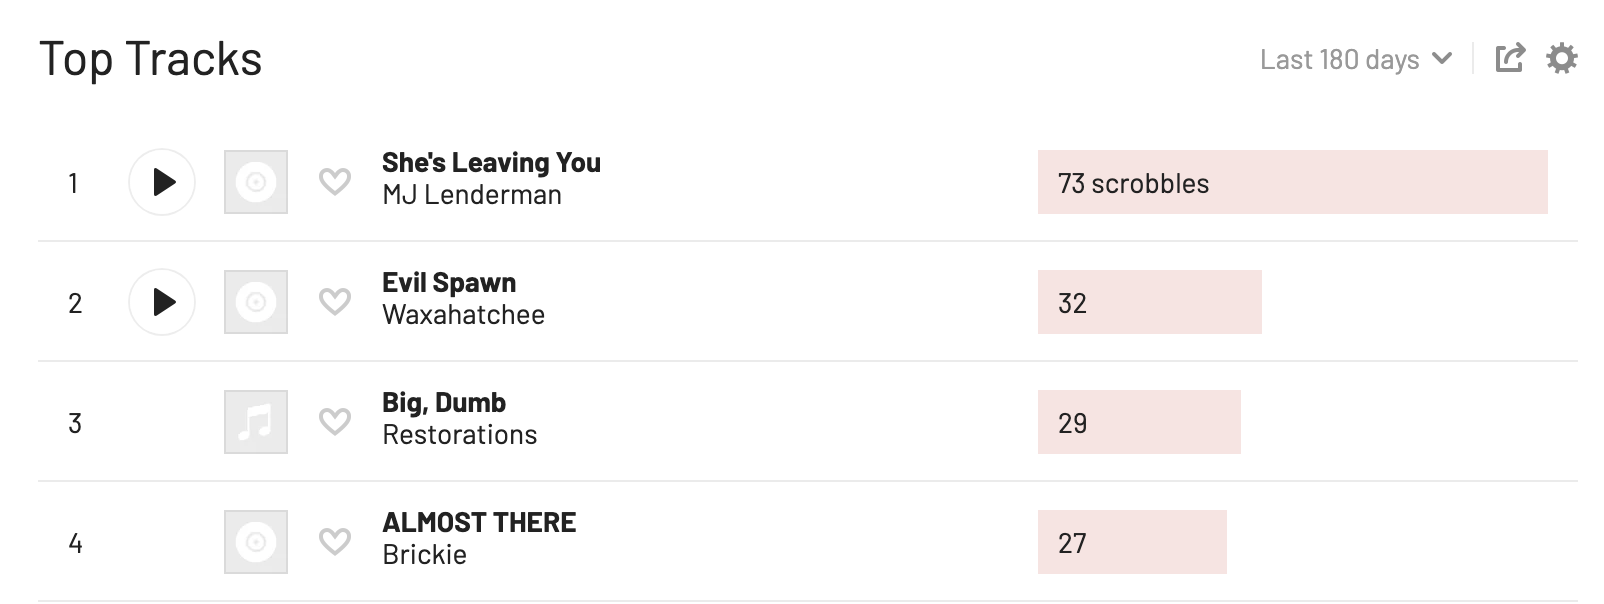 Top Tracks
Last 180 days
1
She's Leaving You
MJ Lenderman
73 scrobbles
2
Evil Spawn
Waxahatchee
32
3
Big, Dumb
Restorations
29
4
ALMOST THERE
Brickie
27